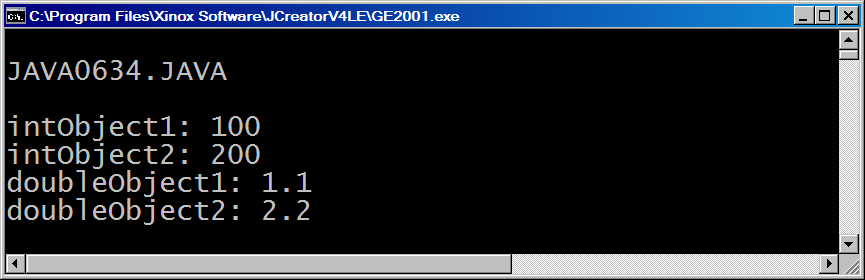 C:\Program Files\Xinox Software\JCreatorV4LE\GE2001.exe
JAVA0634.JAVA
intObject1: 100
intObject2: 200
doubleObject1: 1.1
doubleObject2: 2.2